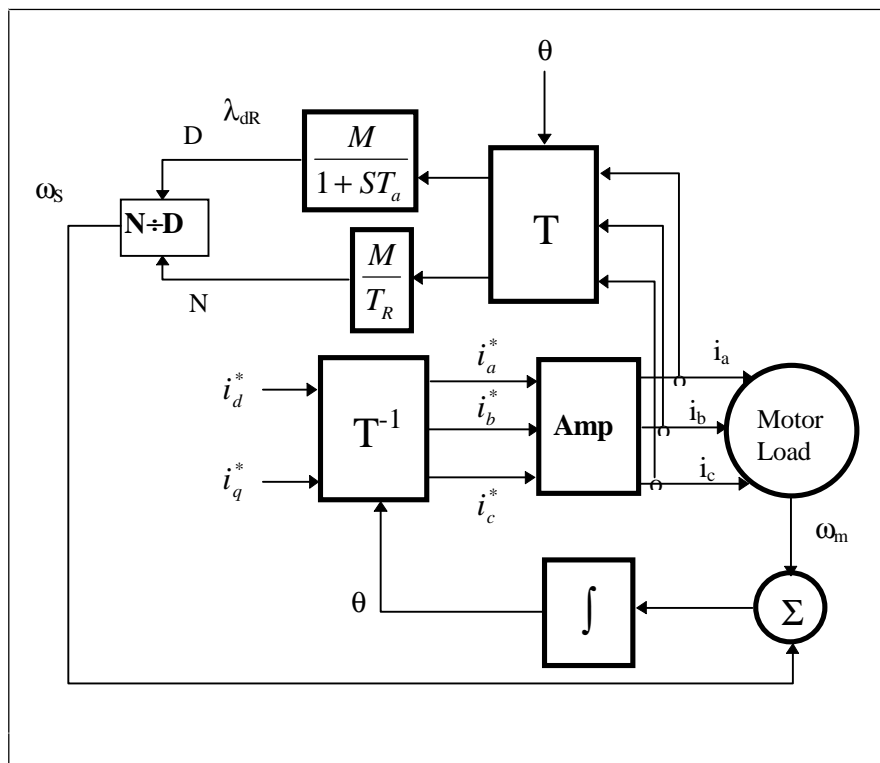 θ
λdR
D
M
1 + STa
T
ωS
N÷D
M
TR
N
i*d
i*q
T-1
i*a
i*b
i*c
Amp
ia
ib
ic
Motor
Load
ωm
θ
∫
Σ